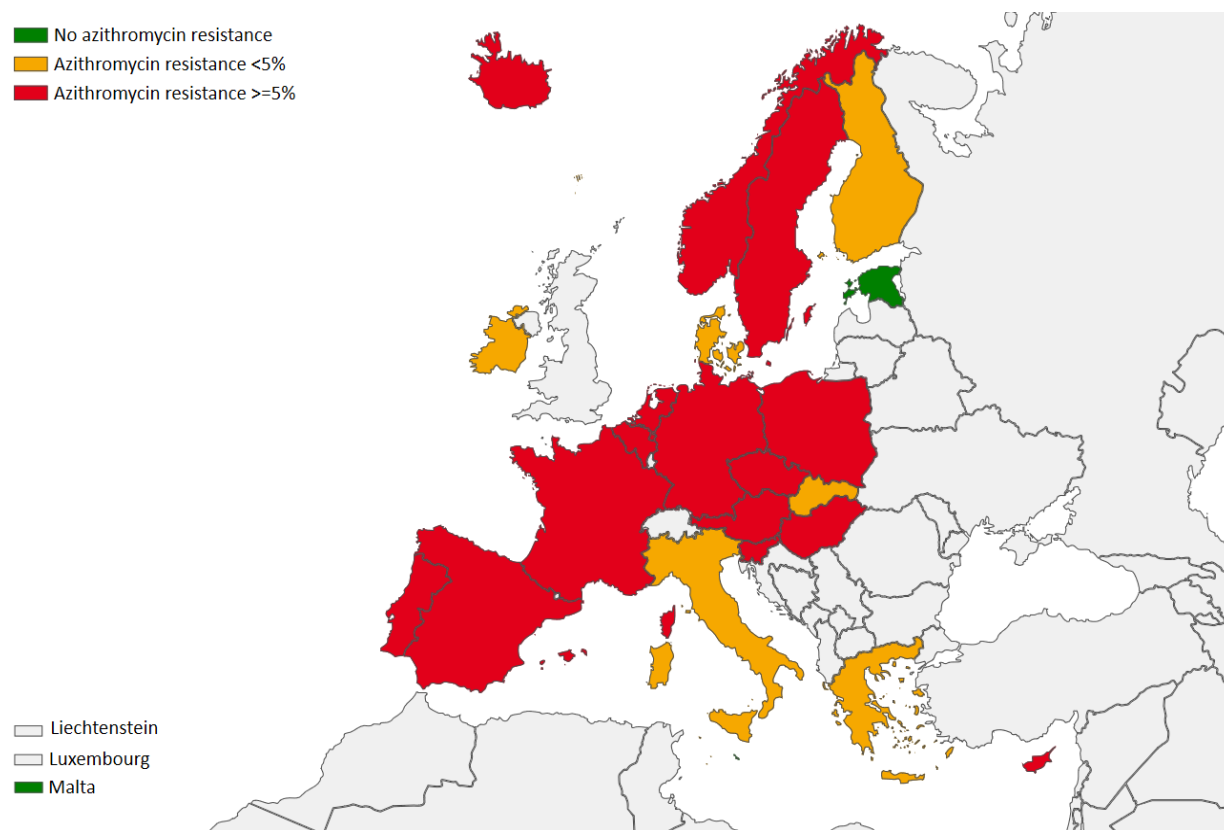 No azithromycin resistance
Azithromycin resistance <5%
Azithromycin resistance >=5%
Liechtenstein
Luxembourg
Malta